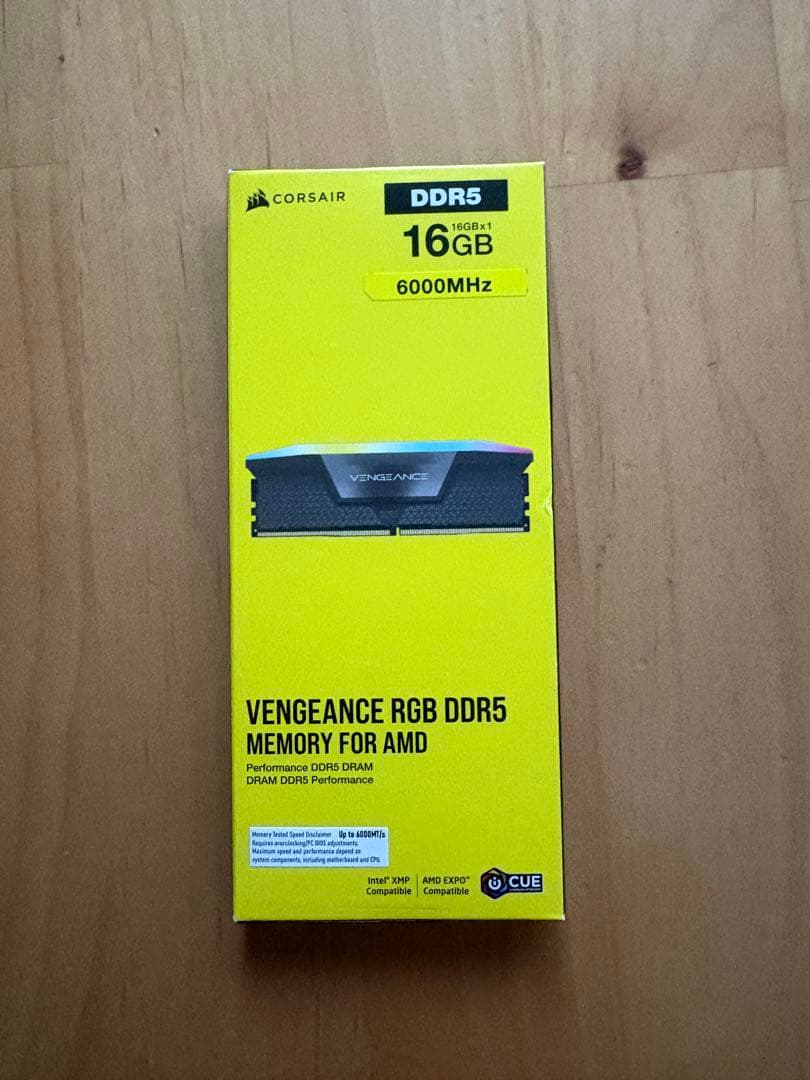 CORSAIR
DDR5
16GBx1
16GB
6000MHz
VENGEANCE
VENGEANCE RGB DDR5
MEMORY FOR AMD
Performance DDR5 DRAM
DRAM DDR5 Performance
Memory Tested Speed Disclaimer Up to 6000MT/s
Requires overclocking/PC BIOS adjustments.
Maximum speed and performance depend on
system components, including motherboard and CPU.
Intel® XMP AMD EXPO™
Compatible Compatible
iCUE